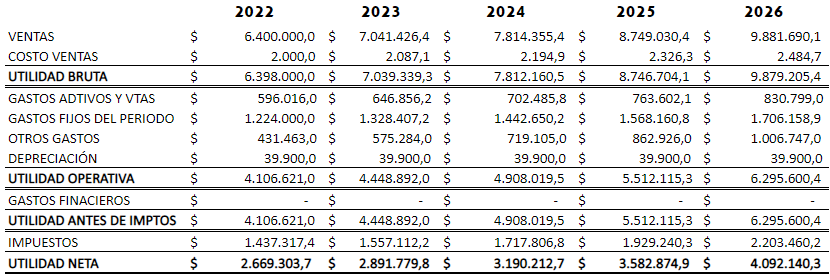 2022 2023 2024 2025 2026
VENTAS $ 6.400.000,0 $ 7.041.426,4 $ 7.814.355,4 $ 8.749.030,4 $ 9.881.690,1
COSTO VENTAS $ 2.000,0 $ 2.087,1 $ 2.194,9 $ 2.326,3 $ 2.484,7
UTILIDAD BRUTA $ 6.398.000,0 $ 7.039.339,3 $ 7.812.160,5 $ 8.746.704,1 $ 9.879.205,4
GASTOS ADTIVOS Y VTAS $ 596.016,0 $ 646.856,2 $ 702.485,8 $ 763.602,1 $ 830.799,0
GASTOS FIJOS DEL PERIODO $ 1.224.000,0 $ 1.328.407,2 $ 1.442.650,2 $ 1.568.160,8 $ 1.706.158,9
OTROS GASTOS $ 431.463,0 $ 575.284,0 $ 719.105,0 $ 862.926,0 $ 1.006.747,0
DEPRECIACIÓN $ 39.900,0 $ 39.900,0 $ 39.900,0 $ 39.900,0 $ 39.900,0
UTILIDAD OPERATIVA $ 4.106.621,0 $ 4.448.892,0 $ 4.908.019,5 $ 5.512.115,3 $ 6.295.600,4
GASTOS FINACIEROS $ - $ - $ - $ - $ -
UTILIDAD ANTES DE IMPTOS $ 4.106.621,0 $ 4.448.892,0 $ 4.908.019,5 $ 5.512.115,3 $ 6.295.600,4
IMPUESTOS $ 1.437.317,4 $ 1.557.112,2 $ 1.717.806,8 $ 1.929.240,3 $ 2.203.460,2
UTILIDAD NETA $ 2.669.303,7 $ 2.891.779,8 $ 3.190.212,7 $ 3.582.874,9 $ 4.092.140,3